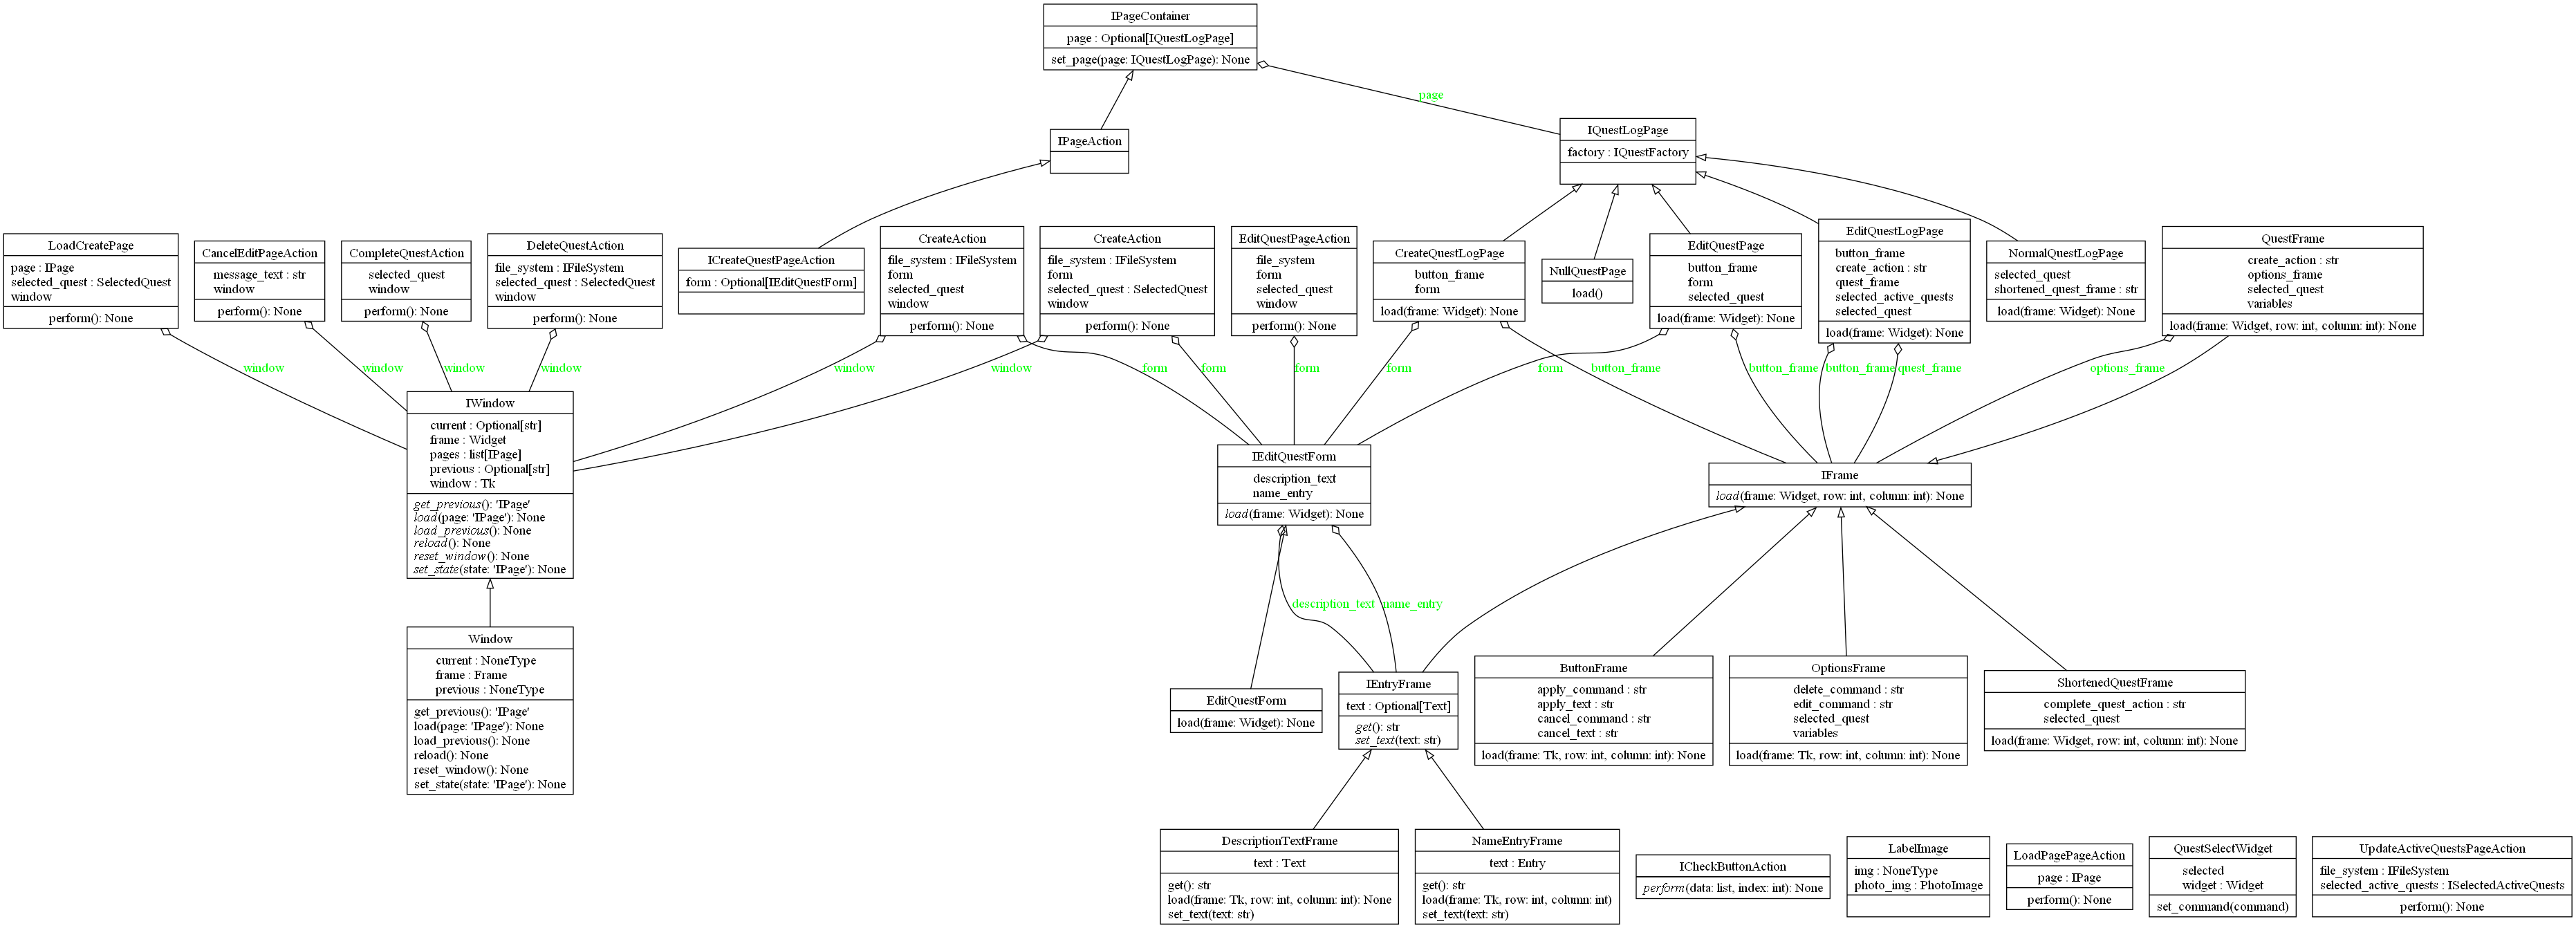 IPageContainer
page : Optional[IQuestLogPage]
set_page(page: IQuestLogPage): None
page
IPageAction
IQuestLogPage
factory : IQuestFactory
LoadCreatePage
page : IPage
selected_quest : SelectedQuest
window
perform(): None
CancelEditPageAction
message_text : str
window
perform(): None
CompleteQuestAction
selected_quest
window
perform(): None
DeleteQuestAction
file_system : IFileSystem
selected_quest : SelectedQuest
window
perform(): None
ICreateQuestPageAction
form : Optional[IEditQuestForm]
CreateAction
file_system : IFileSystem
form
selected_quest
window
perform(): None
CreateAction
file_system : IFileSystem
form
selected_quest : SelectedQuest
window
perform(): None
EditQuestPageAction
file_system
form
selected_quest
window
perform(): None
CreateQuestLogPage
button_frame
form
load(frame: Widget): None
NullQuestPage
load()
EditQuestPage
button_frame
form
selected_quest
load(frame: Widget): None
EditQuestLogPage
button_frame
create_action : str
quest_frame
selected_active_quests
selected_quest
load(frame: Widget): None
NormalQuestLogPage
selected_quest
shortened_quest_frame : str
load(frame: Widget): None
QuestFrame
create_action : str
options_frame
selected_quest
variables
load(frame: Widget, row: int, column: int): None
window
window
window
window
window
window
form
form
form
form
form
button_frame
button_frame
button_frame
quest_frame
options_frame
IWindow
current : Optional[str]
frame : Widget
pages : list[IPage]
previous : Optional[str]
window : Tk
get_previous(): 'IPage'
load(page: 'IPage'): None
load_previous(): None
reload(): None
reset_window(): None
set_state(state: 'IPage'): None
IEditQuestForm
description_text
name_entry
load(frame: Widget): None
IFrame
load(frame: Widget, row: int, column: int): None
description_text
name_entry
Window
current : NoneType
frame : Frame
previous : NoneType
get_previous(): 'IPage'
load(page: 'IPage'): None
load_previous(): None
reload(): None
reset_window(): None
set_state(state: 'IPage'): None
EditQuestForm
load(frame: Widget): None
IEntryFrame
text : Optional[Text]
get(): str
set_text(text: str)
ButtonFrame
apply_command : str
apply_text : str
cancel_command : str
cancel_text : str
load(frame: Tk, row: int, column: int): None
OptionsFrame
delete_command : str
edit_command : str
selected_quest
variables
load(frame: Tk, row: int, column: int): None
ShortenedQuestFrame
complete_quest_action : str
selected_quest
load(frame: Widget, row: int, column: int): None
DescriptionTextFrame
text : Text
get(): str
load(frame: Tk, row: int, column: int): None
set_text(text: str)
NameEntryFrame
text : Entry
get(): str
load(frame: Tk, row: int, column: int)
set_text(text: str)
ICheckButtonAction
perform(data: list, index: int): None
LabelImage
img : NoneType
photo_img : PhotoImage
LoadPagePageAction
page : IPage
perform(): None
QuestSelectWidget
selected
widget : Widget
set_command(command)
UpdateActiveQuestsPageAction
file_system : IFileSystem
selected_active_quests : ISelectedActiveQuests
perform(): None